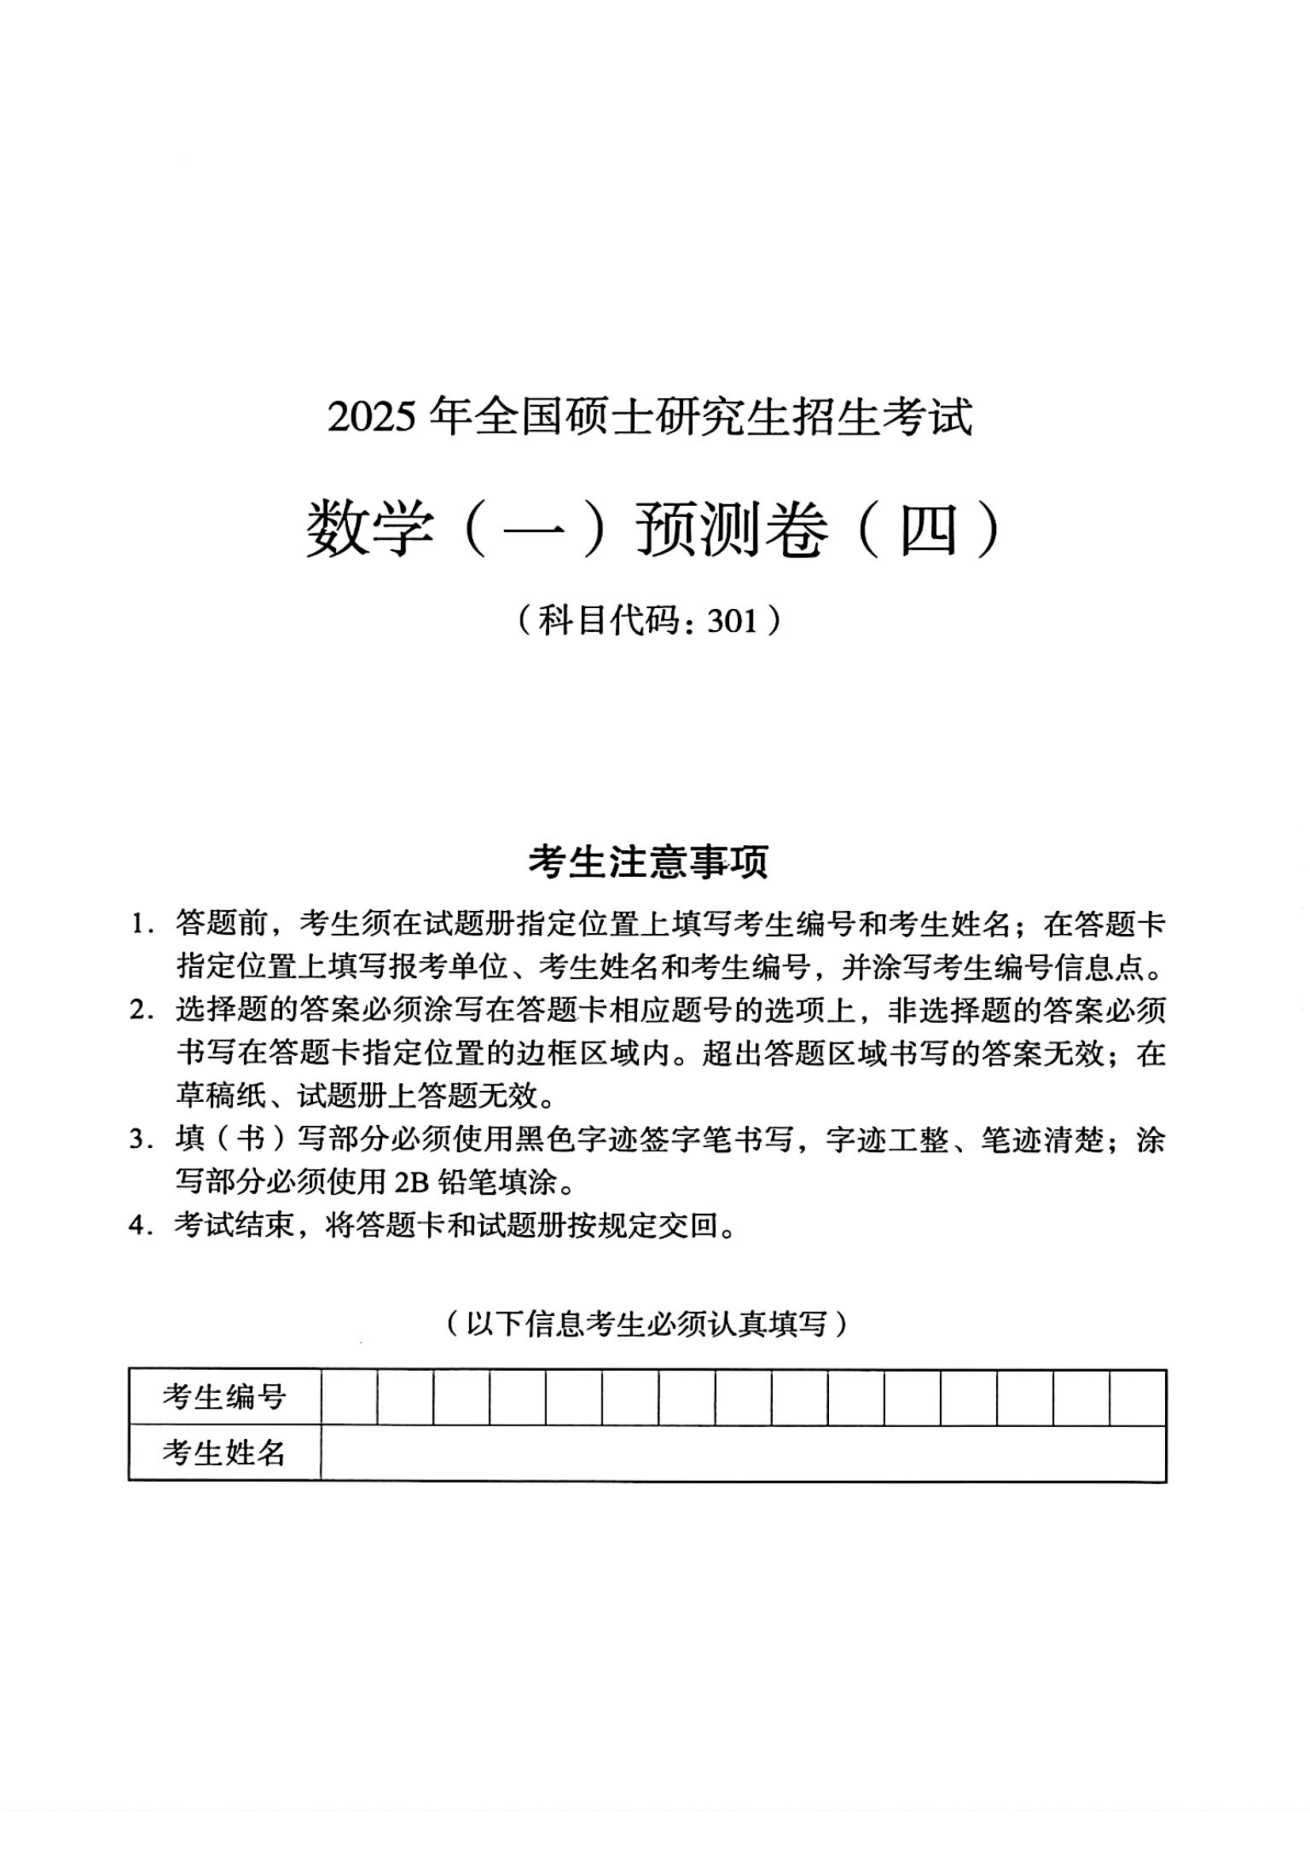 2025 年全国硕士研究生招生考试
数学（一）预测卷（四）
（科目代码: 301）
考生注意事项
1. 答题前，考生须在试题册指定位置上填写考生编号和考生姓名；在答题卡
指定位置上填写报考单位、考生姓名和考生编号，并涂写考生编号信息点。
2. 选择题的答案必须涂写在答题卡相应题号的选项上，非选择题的答案必须
书写在答题卡指定位置的边框区域内。超出答题区域书写的答案无效；在
草稿纸、试题册上答题无效。
3. 填（书）写部分必须使用黑色字迹签字笔书写，字迹工整、笔迹清楚；涂
写部分必须使用 2B 铅笔填涂。
4. 考试结束，将答题卡和试题册按规定交回。
（以下信息考生必须认真填写）
考生编号
考生姓名